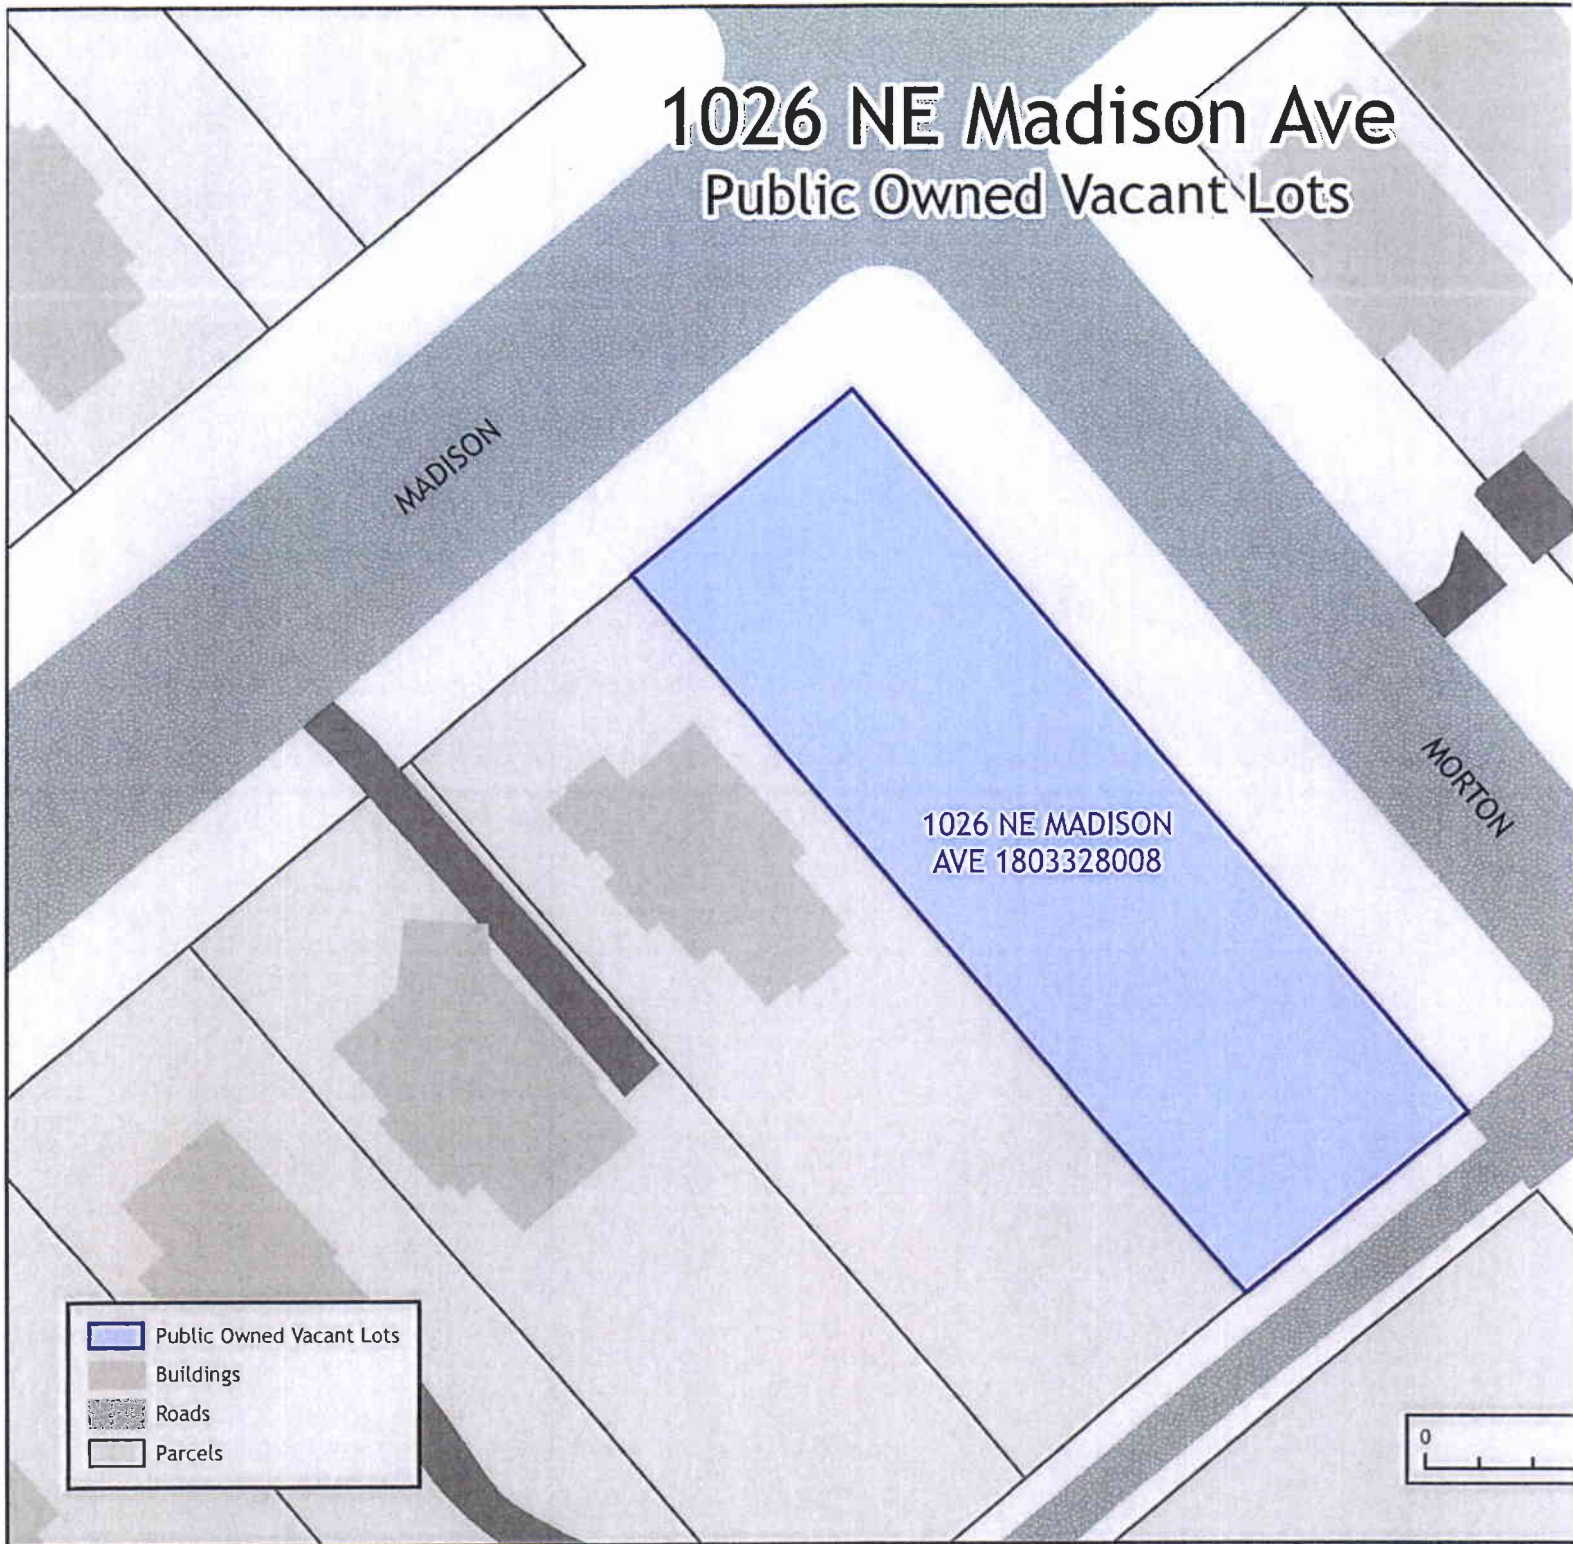 1026 NE Madison Ave
Public Owned Vacant Lots
MADISON
MORTON
1026 NE MADISON
AVE 1803328008
Public Owned Vacant Lots
Buildings
Roads
Parcels
0